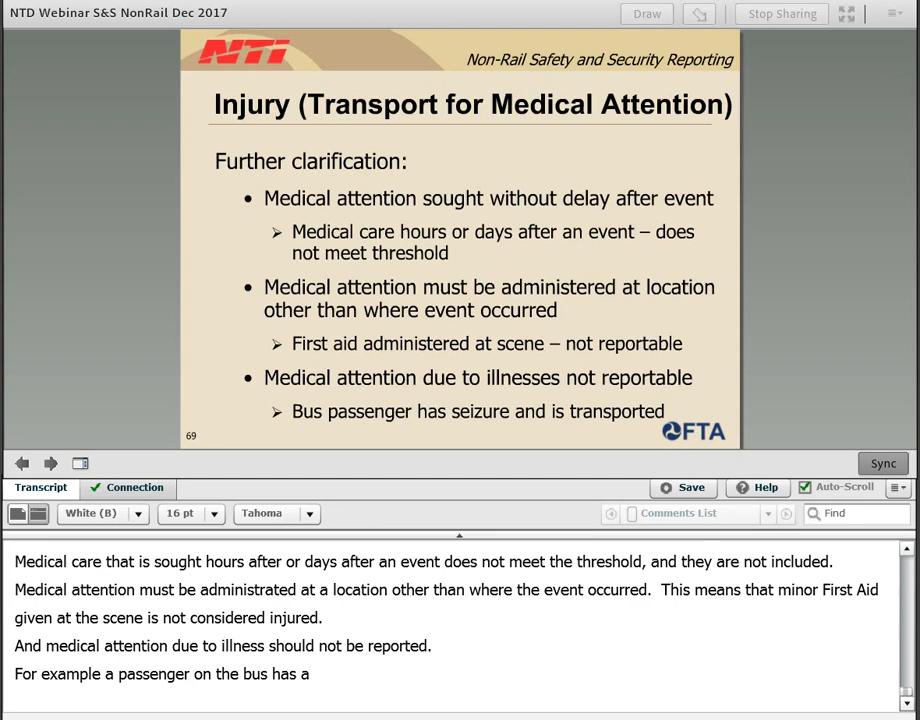 NTD Webinar S&S NonRail Dec 2017
Draw
Stop Sharing
NTI
Non-Rail Safety and Security Reporting
Injury (Transport for Medical Attention)
Further clarification:
• Medical attention sought without delay after event
➢ Medical care hours or days after an event – does
not meet threshold
• Medical attention must be administered at location
other than where event occurred
➢ First aid administered at scene – not reportable
• Medical attention due to illnesses not reportable
➢ Bus passenger has seizure and is transported
69
FTA
Sync
Transcript
Connection
Save
Help
Auto-Scroll
White (B)
16 pt
Tahoma
Comments List
Find
Medical care that is sought hours after or days after an event does not meet the threshold, and they are not included.
Medical attention must be administrated at a location other than where the event occurred.  This means that minor First Aid
given at the scene is not considered injured.
And medical attention due to illness should not be reported.
For example a passenger on the bus has a